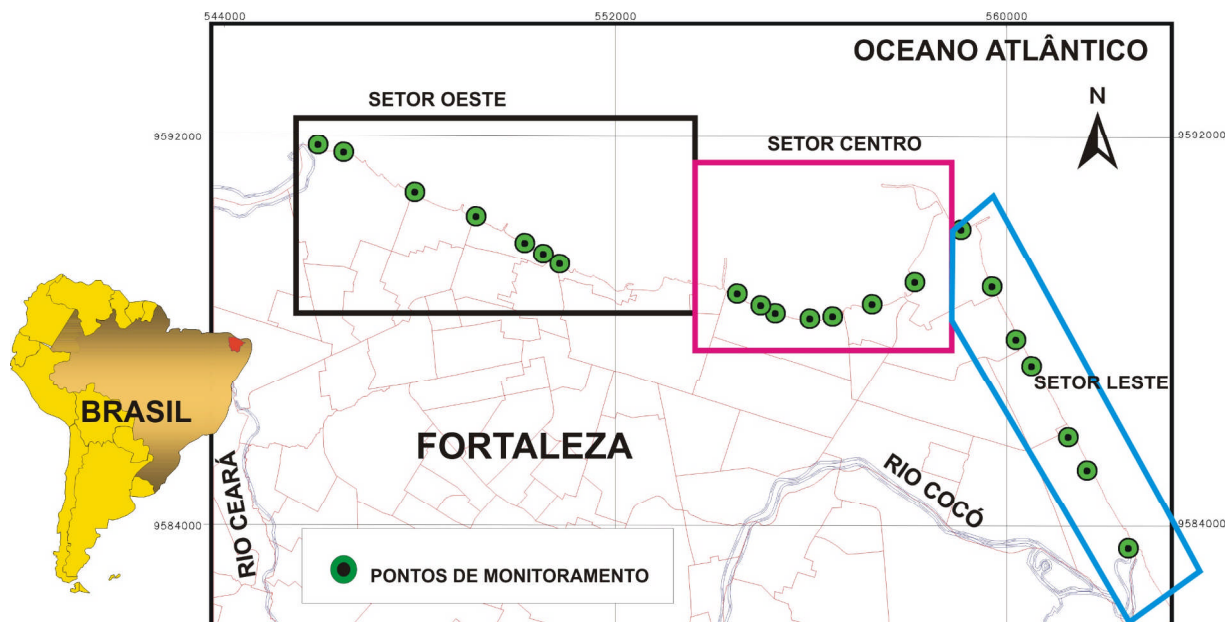 544000
552000
560000
OCEANO ATLÂNTICO
SETOR OESTE
N
9592000
9592000
SETOR CENTRO
SETOR LESTE
BRASIL
FORTALEZA
RIO CEARÁ
RIO COCÓ
9584000
9584000
PONTOS DE MONITORAMENTO